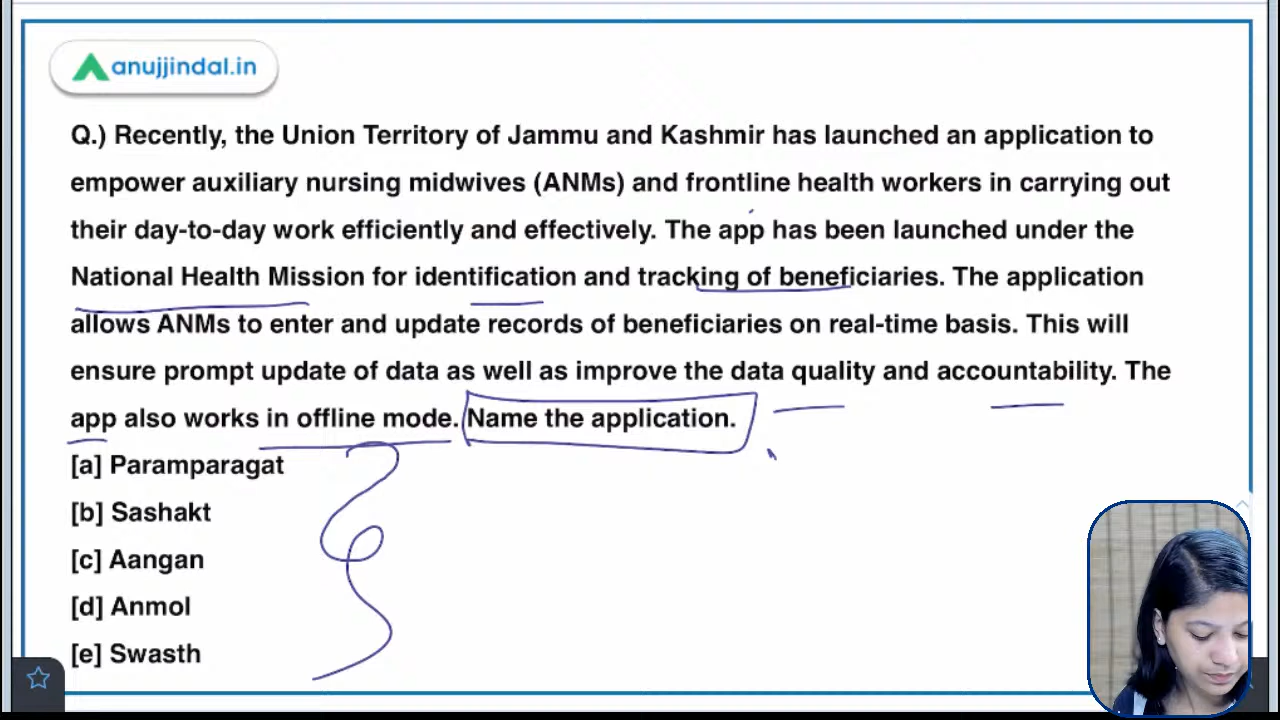 anujjindal.in
Q.) Recently, the Union Territory of Jammu and Kashmir has launched an application to
empower auxiliary nursing midwives (ANMs) and frontline health workers in carrying out
their day-to-day work efficiently and effectively. The app has been launched under the
National Health Mission for identification and tracking of beneficiaries. The application
allows ANMs to enter and update records of beneficiaries on real-time basis. This will
ensure prompt update of data as well as improve the data quality and accountability. The
app also works in offline mode. Name the application.
[a] Paramparagat
[b] Sashakt
[c] Aangan
[d] Anmol
[e] Swasth